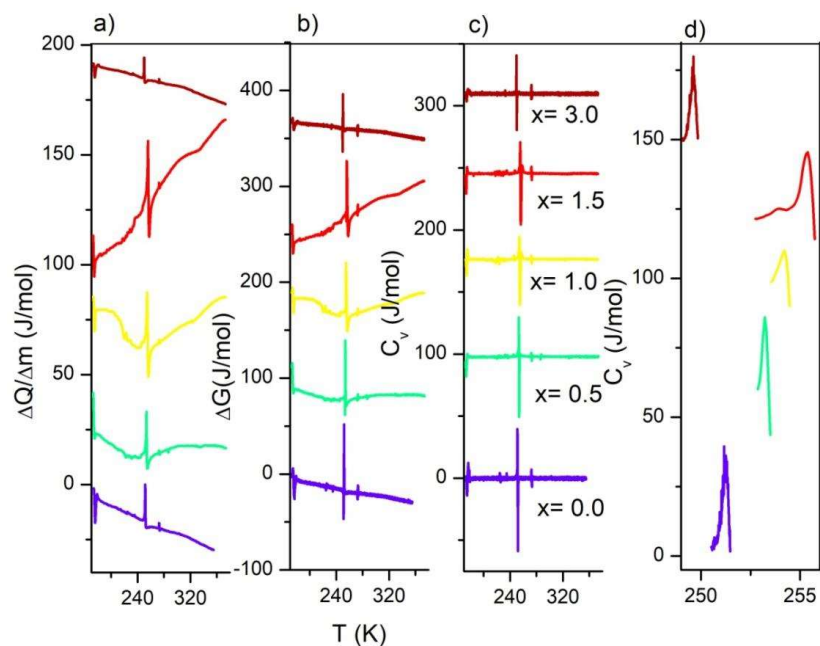 a) b) c) d)
200
150
100
50
0
ΔQ/Δm (J/mol)
240 320
400
300
200
100
0
-100
ΔG(J/mol)
240 320
300
200
100
0
C_v (J/mol)
x= 3.0
x= 1.5
x= 1.0
x= 0.5
x= 0.0
240 320
150
100
50
0
C_v (J/mol)
250 255
T (K)